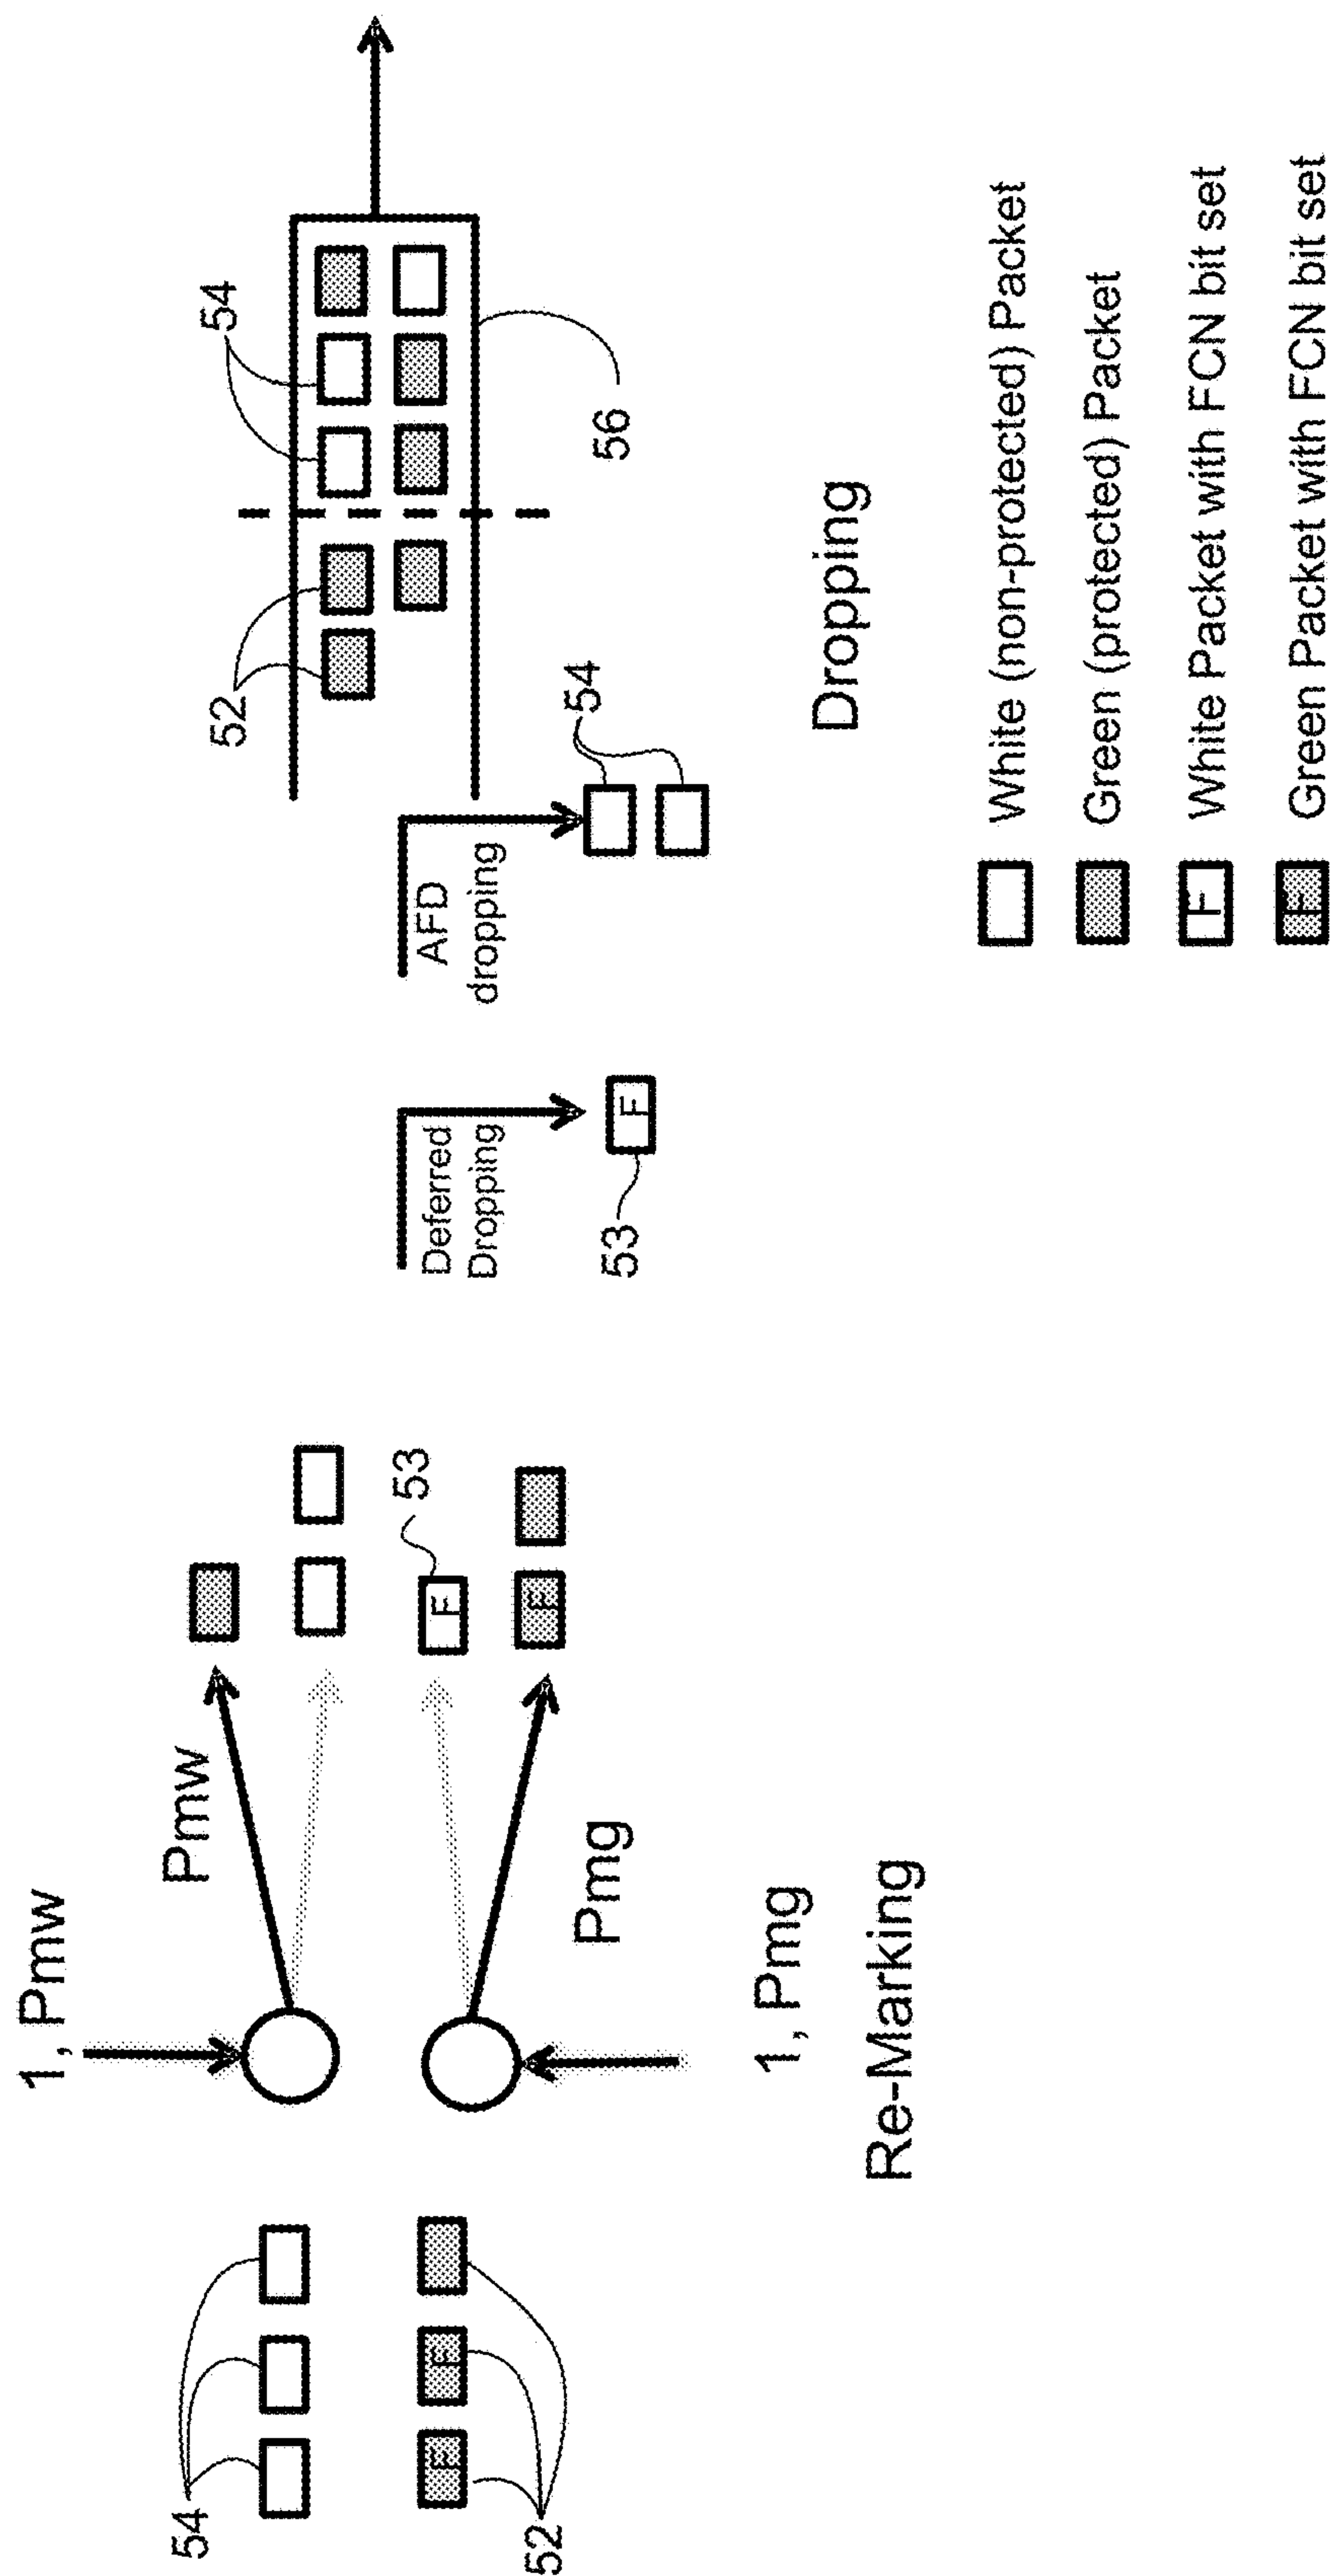 1, Pmw
Pmw
54
53
52
Pmg
1, Pmg
Re-Marking
F
F
F
F
Deferred
Dropping
F
53
AFD
dropping
54
52
54
56
Dropping
White (non-protected) Packet
Green (protected) Packet
F White Packet with FCN bit set
F Green Packet with FCN bit set